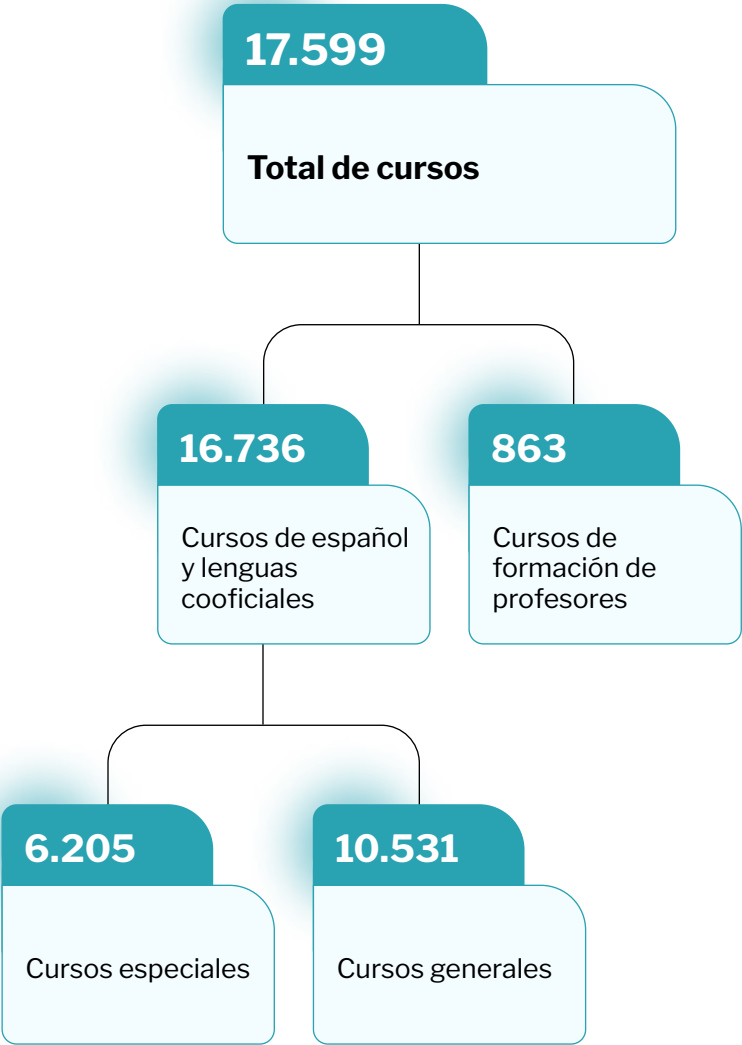 17.599
Total de cursos
16.736
Cursos de español
y lenguas
cooficiales
863
Cursos de
formación de
profesores
6.205
Cursos especiales
10.531
Cursos generales